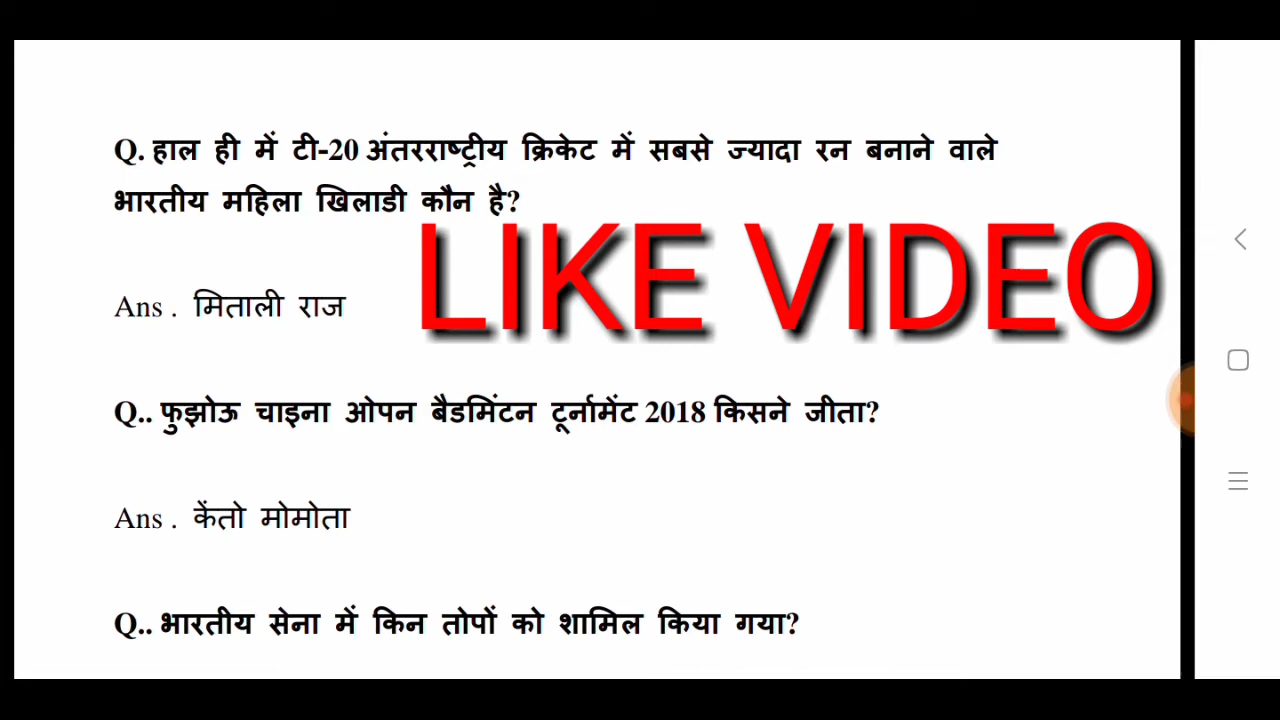 Q. हाल ही में टी-20 अंतरराष्ट्रीय क्रिकेट में सबसे ज्यादा रन बनाने वाले
भारतीय महिला खिलाडी कौन है?
LIKE VIDEO
Ans . मिताली राज
Q.. फुझोऊ चाइना ओपन बैडमिंटन टूर्नामेंट 2018 किसने जीता?
Ans . केंतो मोमोता
Q.. भारतीय सेना में किन तोपों को शामिल किया गया?